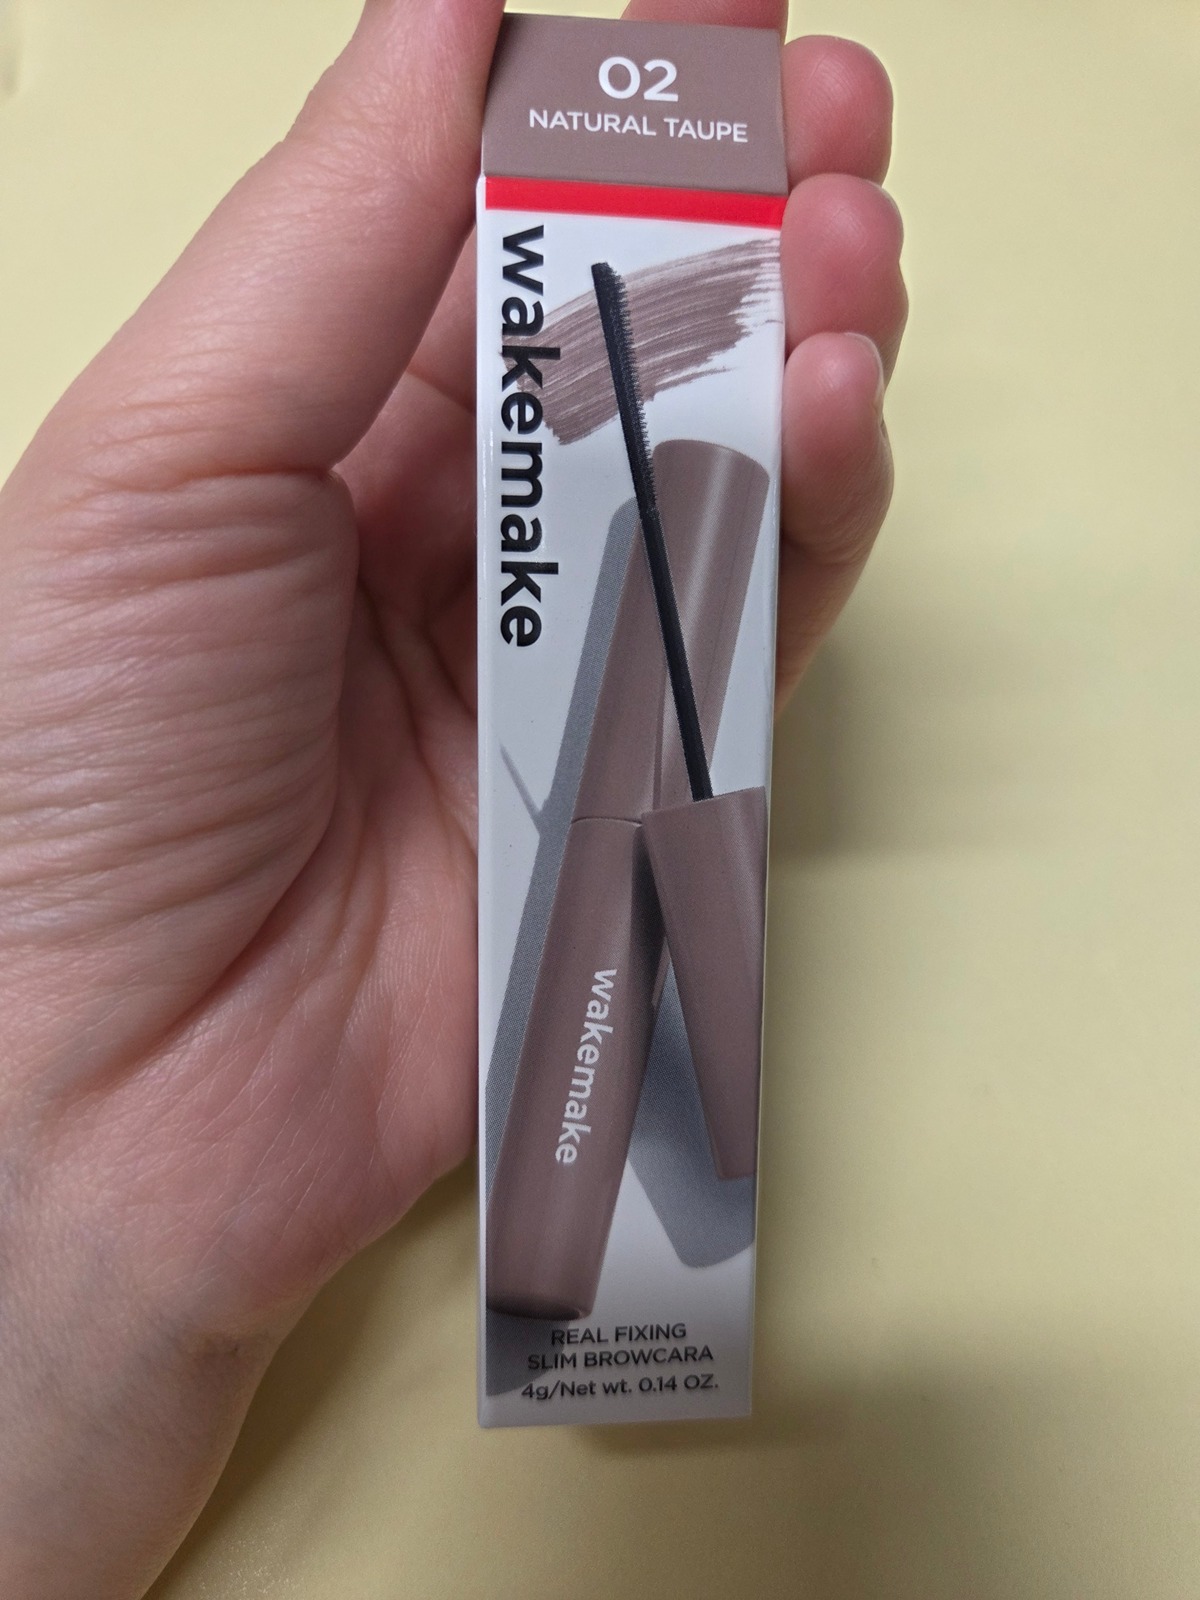 02
NATURAL TAUPE
wakemake
wakemake
REAL FIXING
SLIM BROWCARA
4g/Net wt. 0.14 OZ.